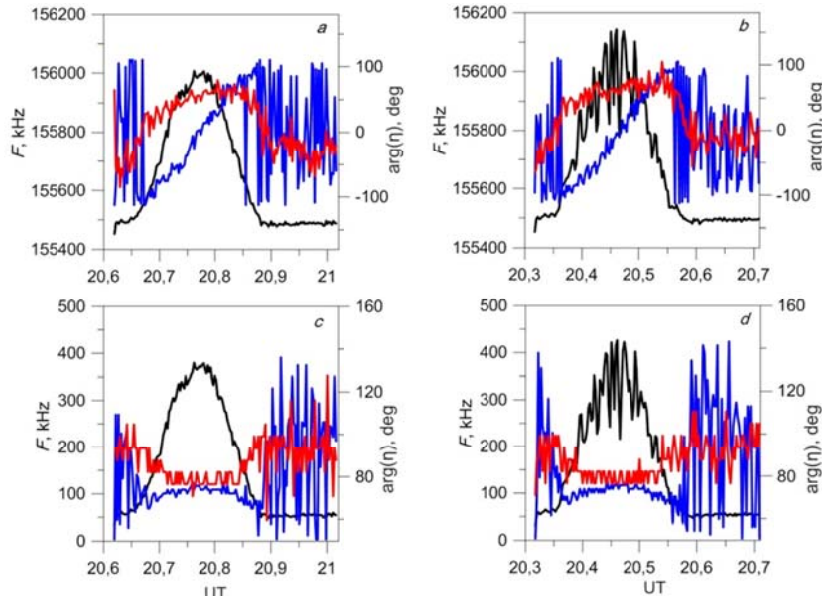 a
b
156200
156000
155800
155600
155400
F, kHz
100
0
-100
arg(η), deg
20,6 20,7 20,8 20,9 21
156200
156000
155800
155600
155400
F, kHz
100
0
-100
arg(η), deg
20,3 20,4 20,5 20,6 20,7
c
d
500
400
300
200
100
0
F, kHz
160
120
80
arg(η), deg
20,6 20,7 20,8 20,9 21
UT
500
400
300
200
100
0
F, kHz
160
120
80
arg(η), deg
20,3 20,4 20,5 20,6 20,7
UT